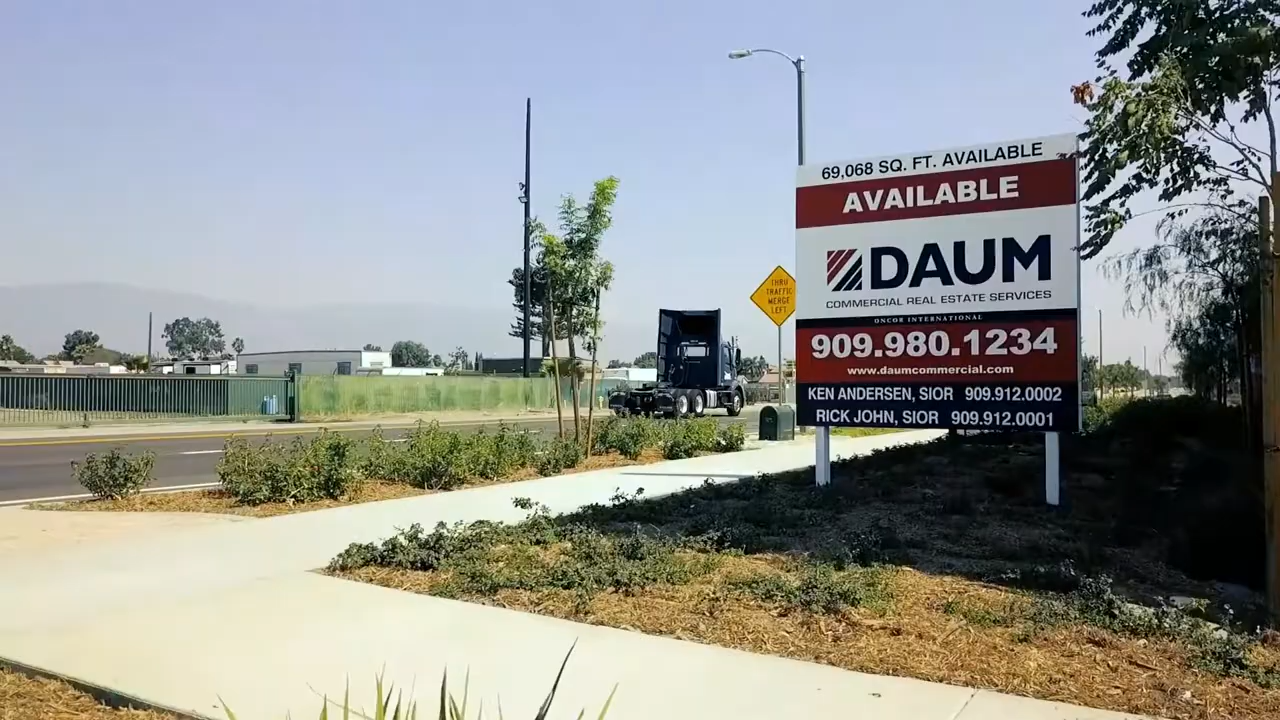 69,068 SQ. FT. AVAILABLE
AVAILABLE
DAUM
COMMERCIAL REAL ESTATE SERVICES
ONCOR INTERNATIONAL
909.980.1234
www.daumcommercial.com
KEN ANDERSEN, SIOR 909.912.0002
RICK JOHN, SIOR 909.912.0001
THRU
TRAFFIC
MERGE
LEFT